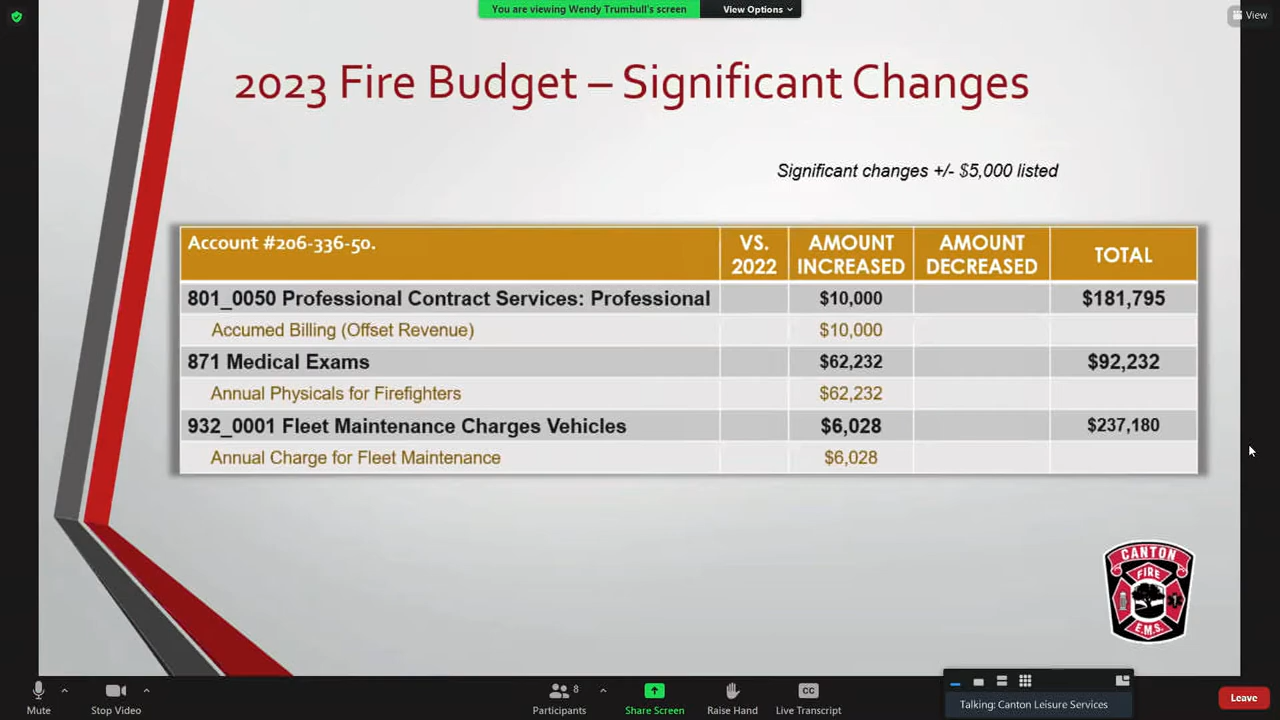 You are viewing Wendy Trumbull's screen
View Options
View
2023 Fire Budget – Significant Changes
Significant changes +/- $5,000 listed
Account #206-336-50. VS. 2022 AMOUNT INCREASED AMOUNT DECREASED TOTAL
801_0050 Professional Contract Services: Professional $10,000 $181,795
Accumed Billing (Offset Revenue) $10,000
871 Medical Exams $62,232 $92,232
Annual Physicals for Firefighters $62,232
932_0001 Fleet Maintenance Charges Vehicles $6,028 $237,180
Annual Charge for Fleet Maintenance $6,028
CANTON
FIRE
E.M.S.
Mute
Stop Video
Participants 8
Share Screen
Raise Hand
CC
Live Transcript
Talking: Canton Leisure Services
Leave